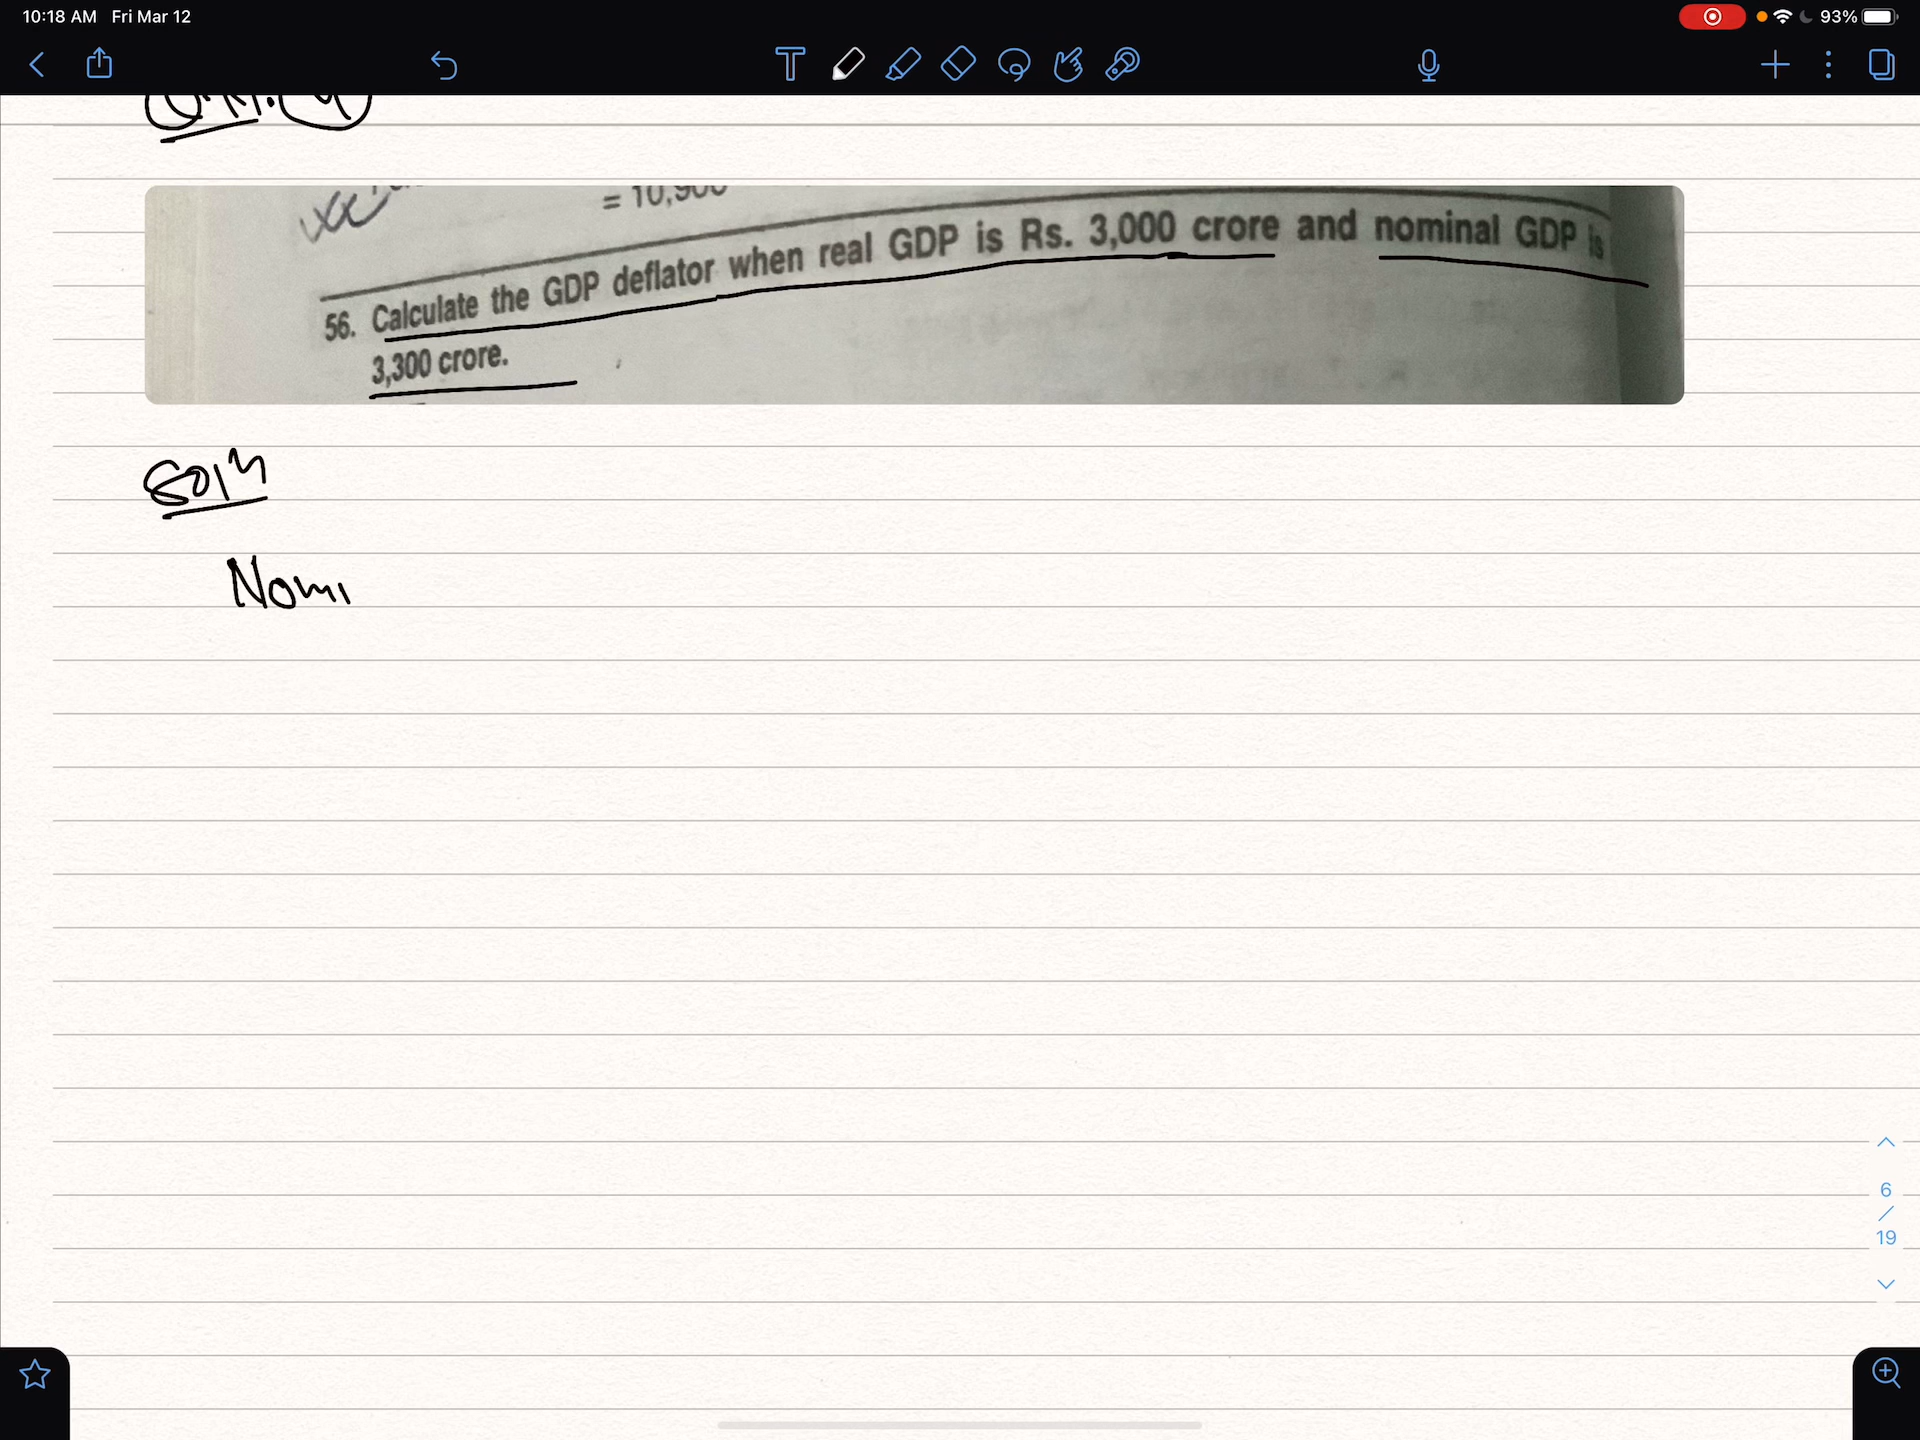 10:18 AM Fri Mar 12
93%
= 10,900
56. Calculate the GDP deflator when real GDP is Rs. 3,000 crore and nominal GDP is
3,300 crore.
Soln
Nomi
6
/
19